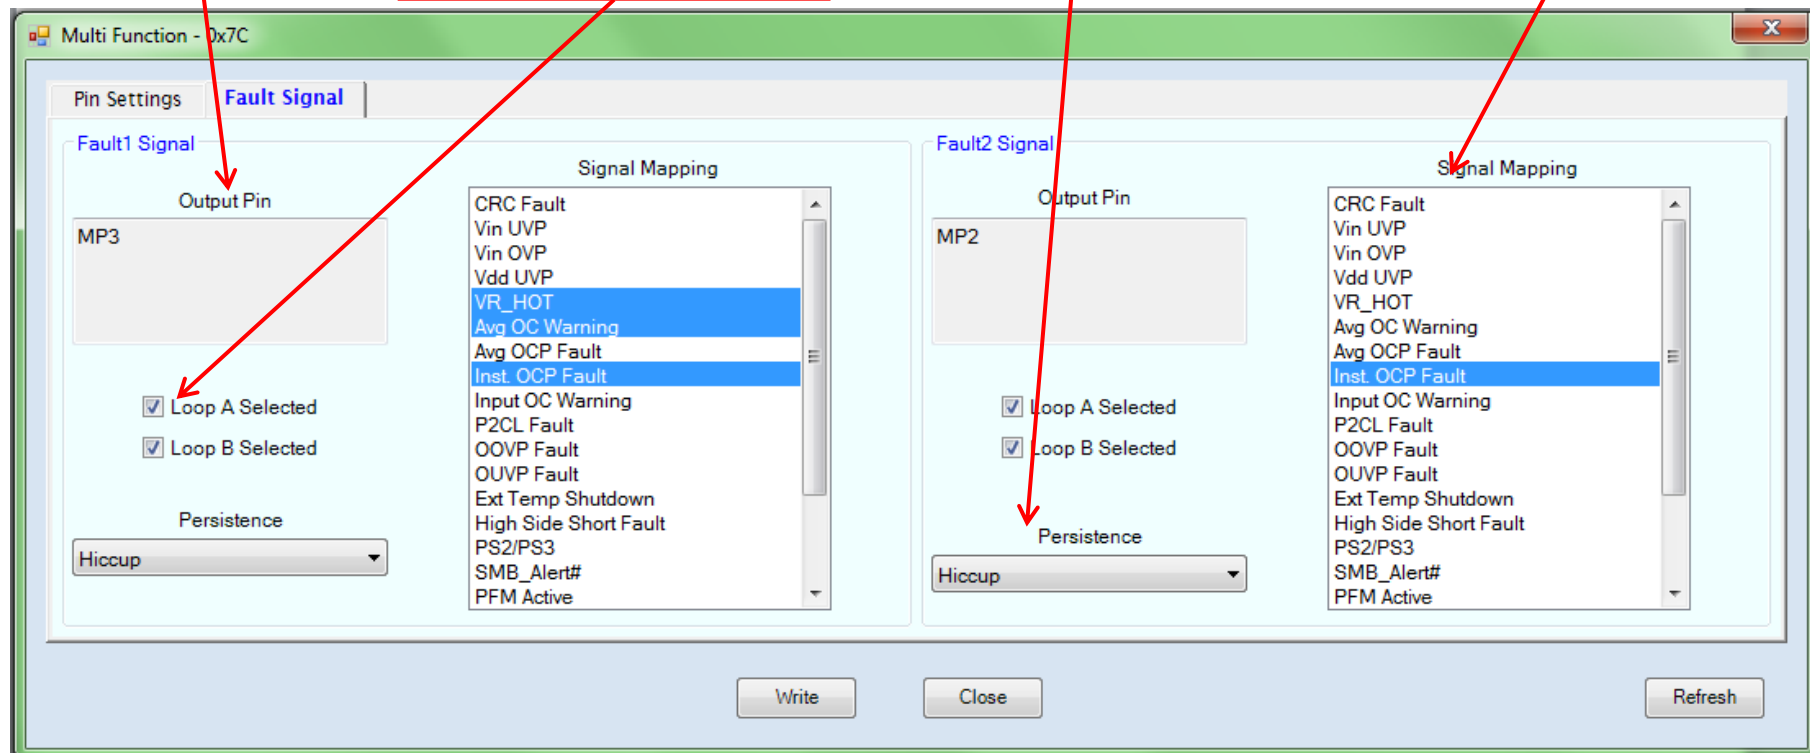 Multi Function - 0x7C
x
Pin Settings
Fault Signal
Fault1 Signal
Output Pin
MP3
Loop A Selected
Loop B Selected
Persistence
Hiccup
Signal Mapping
CRC Fault
Vin UVP
Vin OVP
Vdd UVP
VR_HOT
Avg OC Warning
Avg OCP Fault
Inst. OCP Fault
Input OC Warning
P2CL Fault
OOVP Fault
OUVP Fault
Ext Temp Shutdown
High Side Short Fault
PS2/PS3
SMB_Alert#
PFM Active
Fault2 Signal
Output Pin
MP2
Loop A Selected
Loop B Selected
Persistence
Hiccup
Signal Mapping
CRC Fault
Vin UVP
Vin OVP
Vdd UVP
VR_HOT
Avg OC Warning
Avg OCP Fault
Inst. OCP Fault
Input OC Warning
P2CL Fault
OOVP Fault
OUVP Fault
Ext Temp Shutdown
High Side Short Fault
PS2/PS3
SMB_Alert#
PFM Active
Write
Close
Refresh